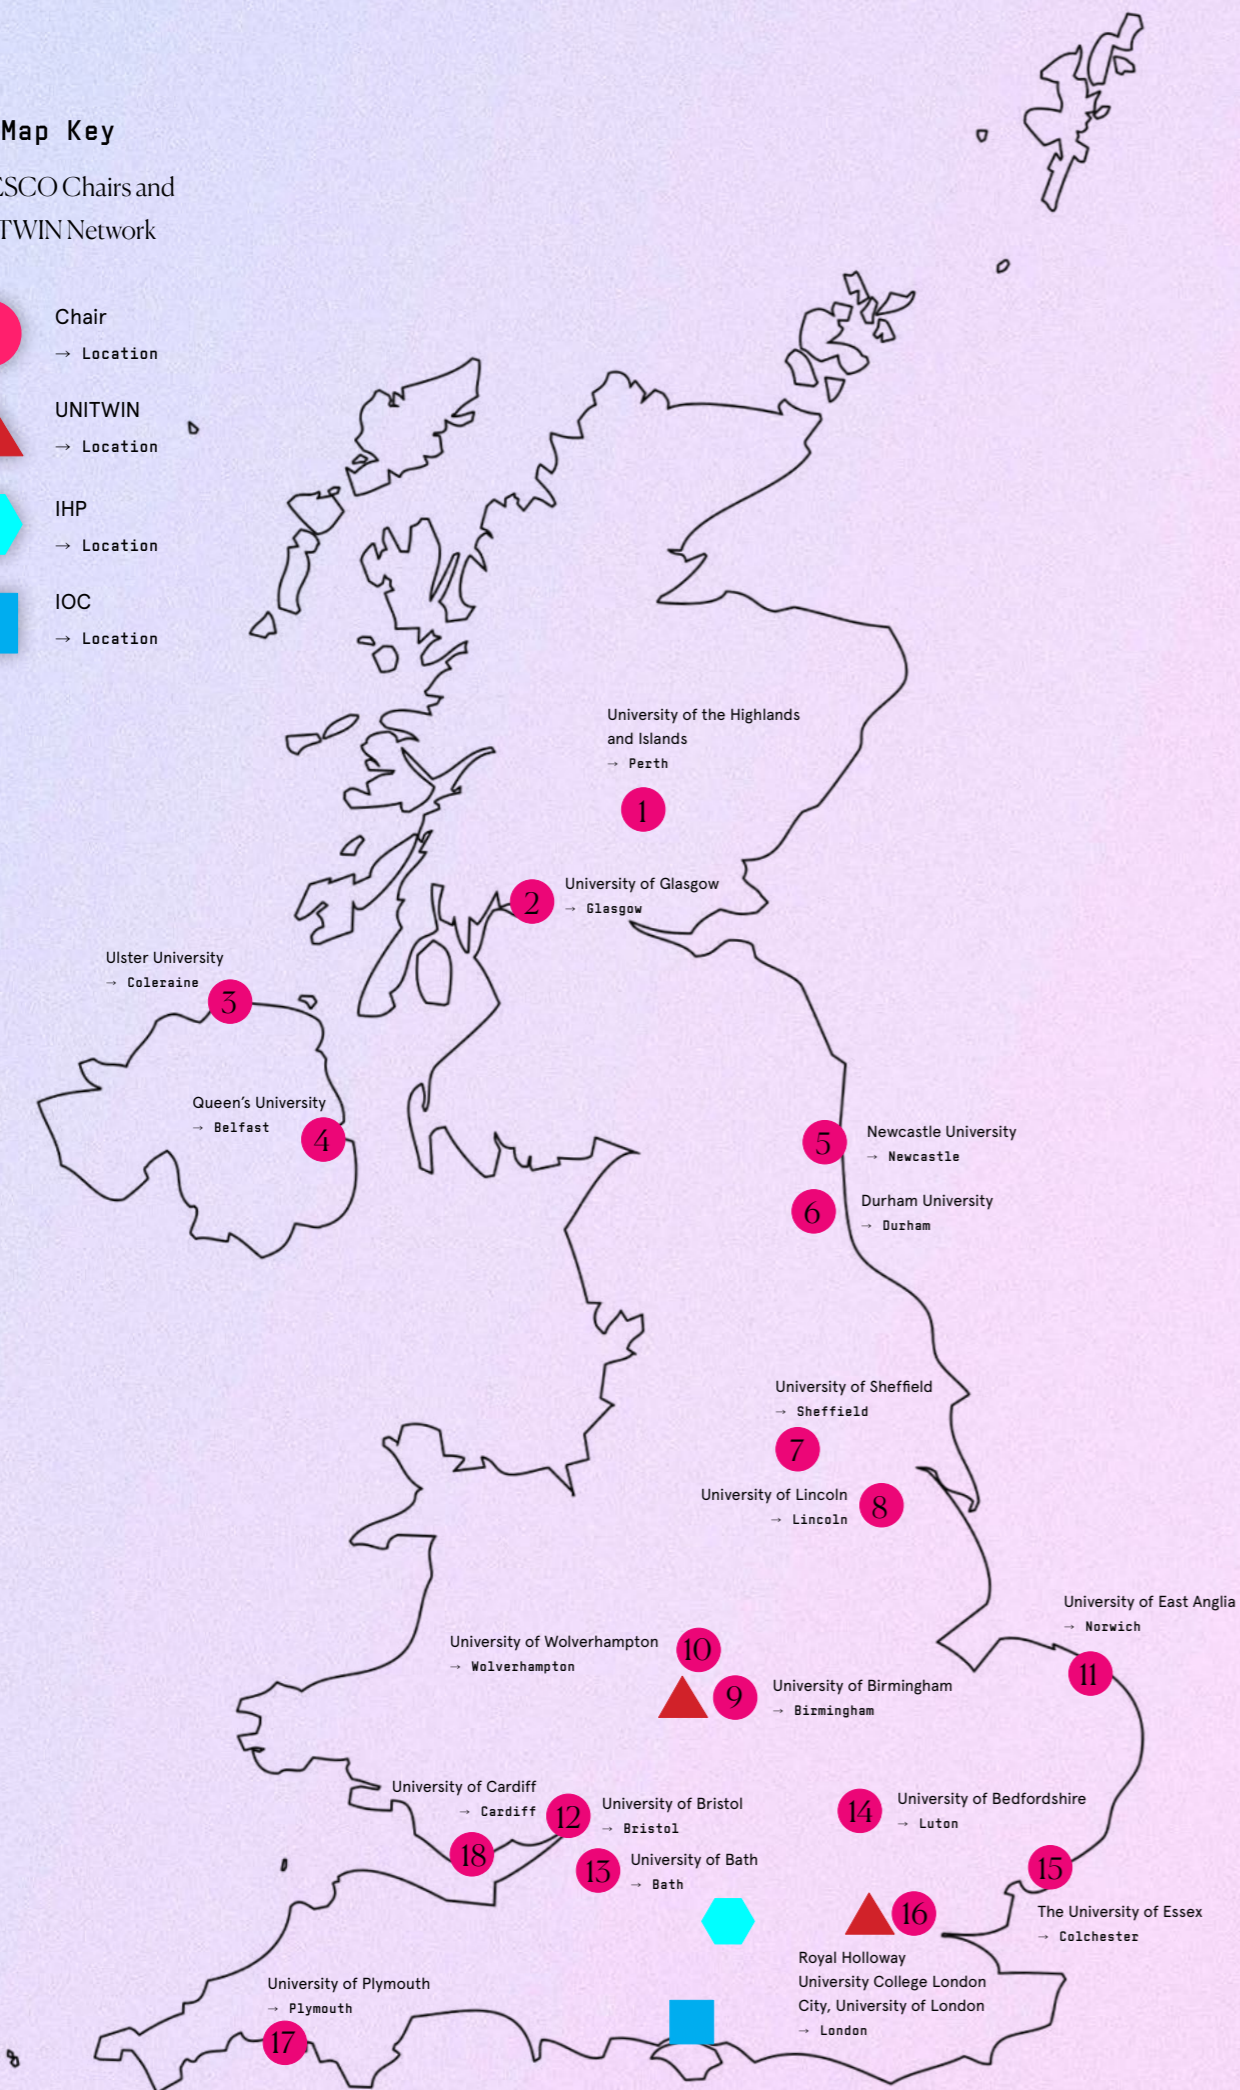 Map Key
ESCO Chairs and
TWIN Network
Chair
→ Location
UNITWIN
→ Location
IHP
→ Location
IOC
→ Location
University of the Highlands
and Islands
→ Perth
1
2
University of Glasgow
→ Glasgow
Ulster University
→ Coleraine
3
Queen's University
→ Belfast
4
5
Newcastle University
→ Newcastle
6
Durham University
→ Durham
University of Sheffield
→ Sheffield
7
University of Lincoln
→ Lincoln
8
University of East Anglia
→ Norwich
11
University of Wolverhampton
→ Wolverhampton
10
9
University of Birmingham
→ Birmingham
University of Cardiff
→ Cardiff
18
12
University of Bristol
→ Bristol
13
University of Bath
→ Bath
14
University of Bedfordshire
→ Luton
15
The University of Essex
→ Colchester
16
Royal Holloway
University College London
City, University of London
→ London
University of Plymouth
→ Plymouth
17